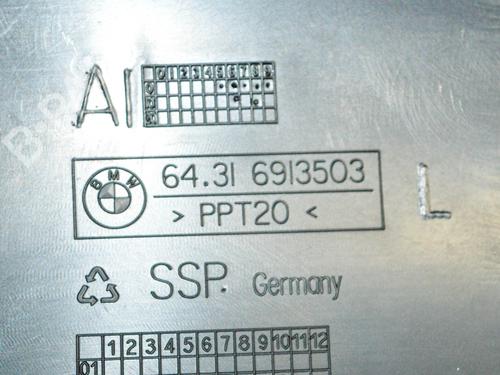 AI
0 1 2 3 4 5 6 7 8 9
0
BMW
64.31 6913503
> PPT20 <
L
SSP. Germany
1 2 3 4 5 6 7 8 9 10 11 12
01